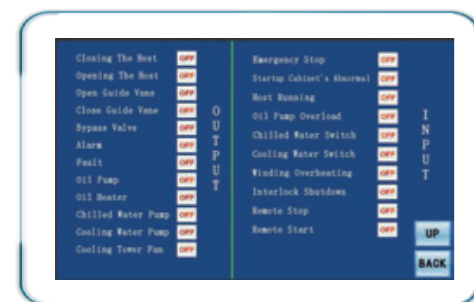 Closing The Host OFF
Opening The Host OFF
Open Guide Vane OFF
Close Guide Vane OFF
Bypass Valve OFF
Alarm OFF
Fault OFF
Oil Pump OFF
Oil Heater OFF
Chilled Water Pump OFF
Cooling Water Pump OFF
Cooling Tower Fan OFF
OUTPUT
Emergency Stop OFF
Startup Cabinet's Abnormal OFF
Host Running OFF
Oil Pump Overload OFF
Chilled Water Switch OFF
Cooling Water Switch OFF
Winding Overheating OFF
Interlock Shutdown OFF
Remote Stop OFF
Remote Start OFF
INPUT
UP
BACK